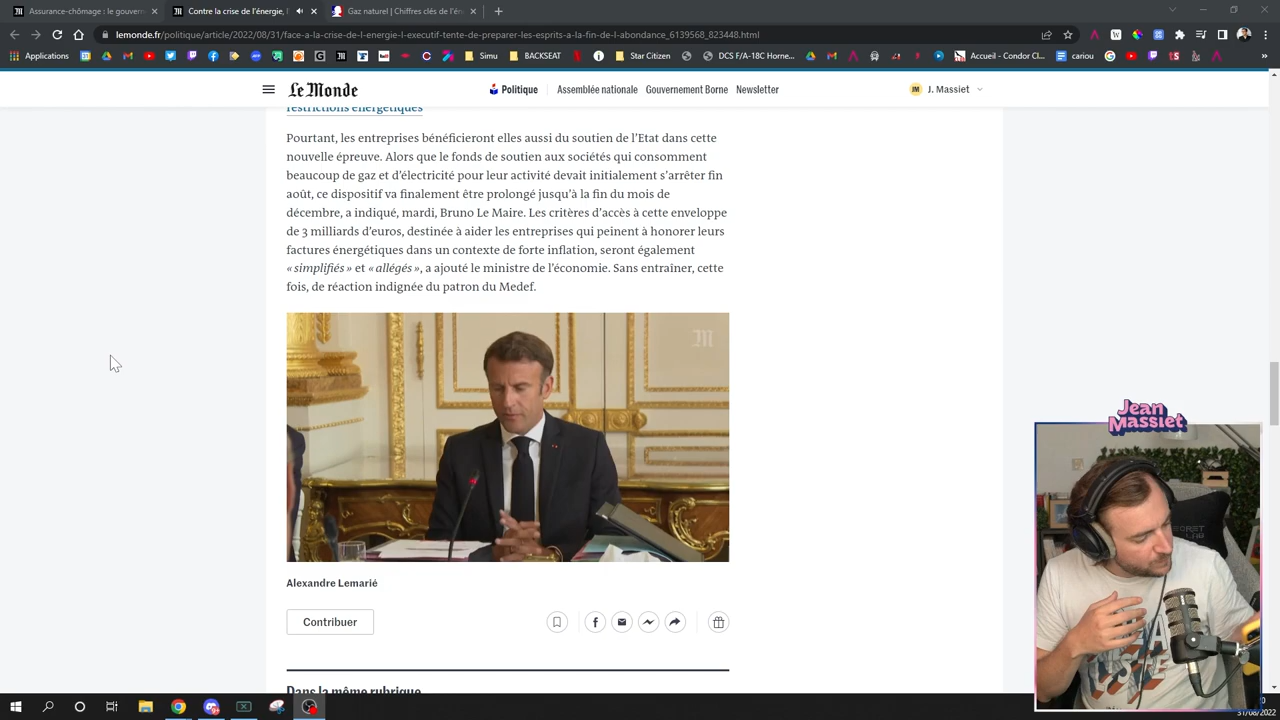 Assurance-chômage : le gouvern
Contre la crise de l'énergie, l
Gaz naturel | Chiffres clés de l'én
lemonde.fr/politique/article/2022/08/31/face-a-la-crise-de-l-energie-l-executif-tente-de-preparer-les-esprits-a-la-fin-de-l-abondance_6139568_823448.html
Applications
Simu
BACKSEAT
Star Citizen
DCS F/A-18C Horne...
Accueil - Condor Cl...
cariou
»
Le Monde
Politique
Assemblée nationale
Gouvernement Borne
Newsletter
JM
J. Massiet
restrictions énergétiques
Pourtant, les entreprises bénéficieront elles aussi du soutien de l'Etat dans cette
nouvelle épreuve. Alors que le fonds de soutien aux sociétés qui consomment
beaucoup de gaz et d'électricité pour leur activité devait initialement s'arrêter fin
août, ce dispositif va finalement être prolongé jusqu'à la fin du mois de
décembre, a indiqué, mardi, Bruno Le Maire. Les critères d'accès à cette enveloppe
de 3 milliards d'euros, destinée à aider les entreprises qui peinent à honorer leurs
factures énergétiques dans un contexte de forte inflation, seront également
« simplifiés » et « allégés », a ajouté le ministre de l'économie. Sans entraîner, cette
fois, de réaction indignée du patron du Medef.
M
Jean
Massiet
Alexandre Lemarié
Contribuer
Dans la même rubrique
31/08/2022